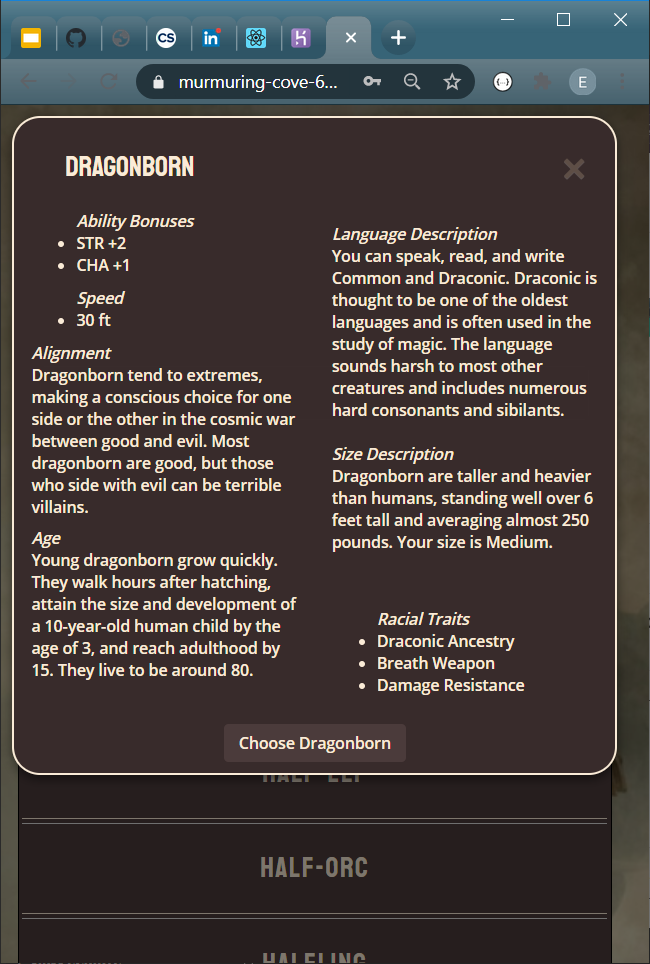 CS
in
murmuring-cove-6...
E
DRAGONBORN
Ability Bonuses
STR +2
CHA +1
Speed
30 ft
Alignment
Dragonborn tend to extremes,
making a conscious choice for one
side or the other in the cosmic war
between good and evil. Most
dragonborn are good, but those
who side with evil can be terrible
villains.
Age
Young dragonborn grow quickly.
They walk hours after hatching,
attain the size and development of
a 10-year-old human child by the
age of 3, and reach adulthood by
15. They live to be around 80.
Language Description
You can speak, read, and write
Common and Draconic. Draconic is
thought to be one of the oldest
languages and is often used in the
study of magic. The language
sounds harsh to most other
creatures and includes numerous
hard consonants and sibilants.
Size Description
Dragonborn are taller and heavier
than humans, standing well over 6
feet tall and averaging almost 250
pounds. Your size is Medium.
Racial Traits
Draconic Ancestry
Breath Weapon
Damage Resistance
Choose Dragonborn
HALF-ELF
HALF-ORC
HALFLING